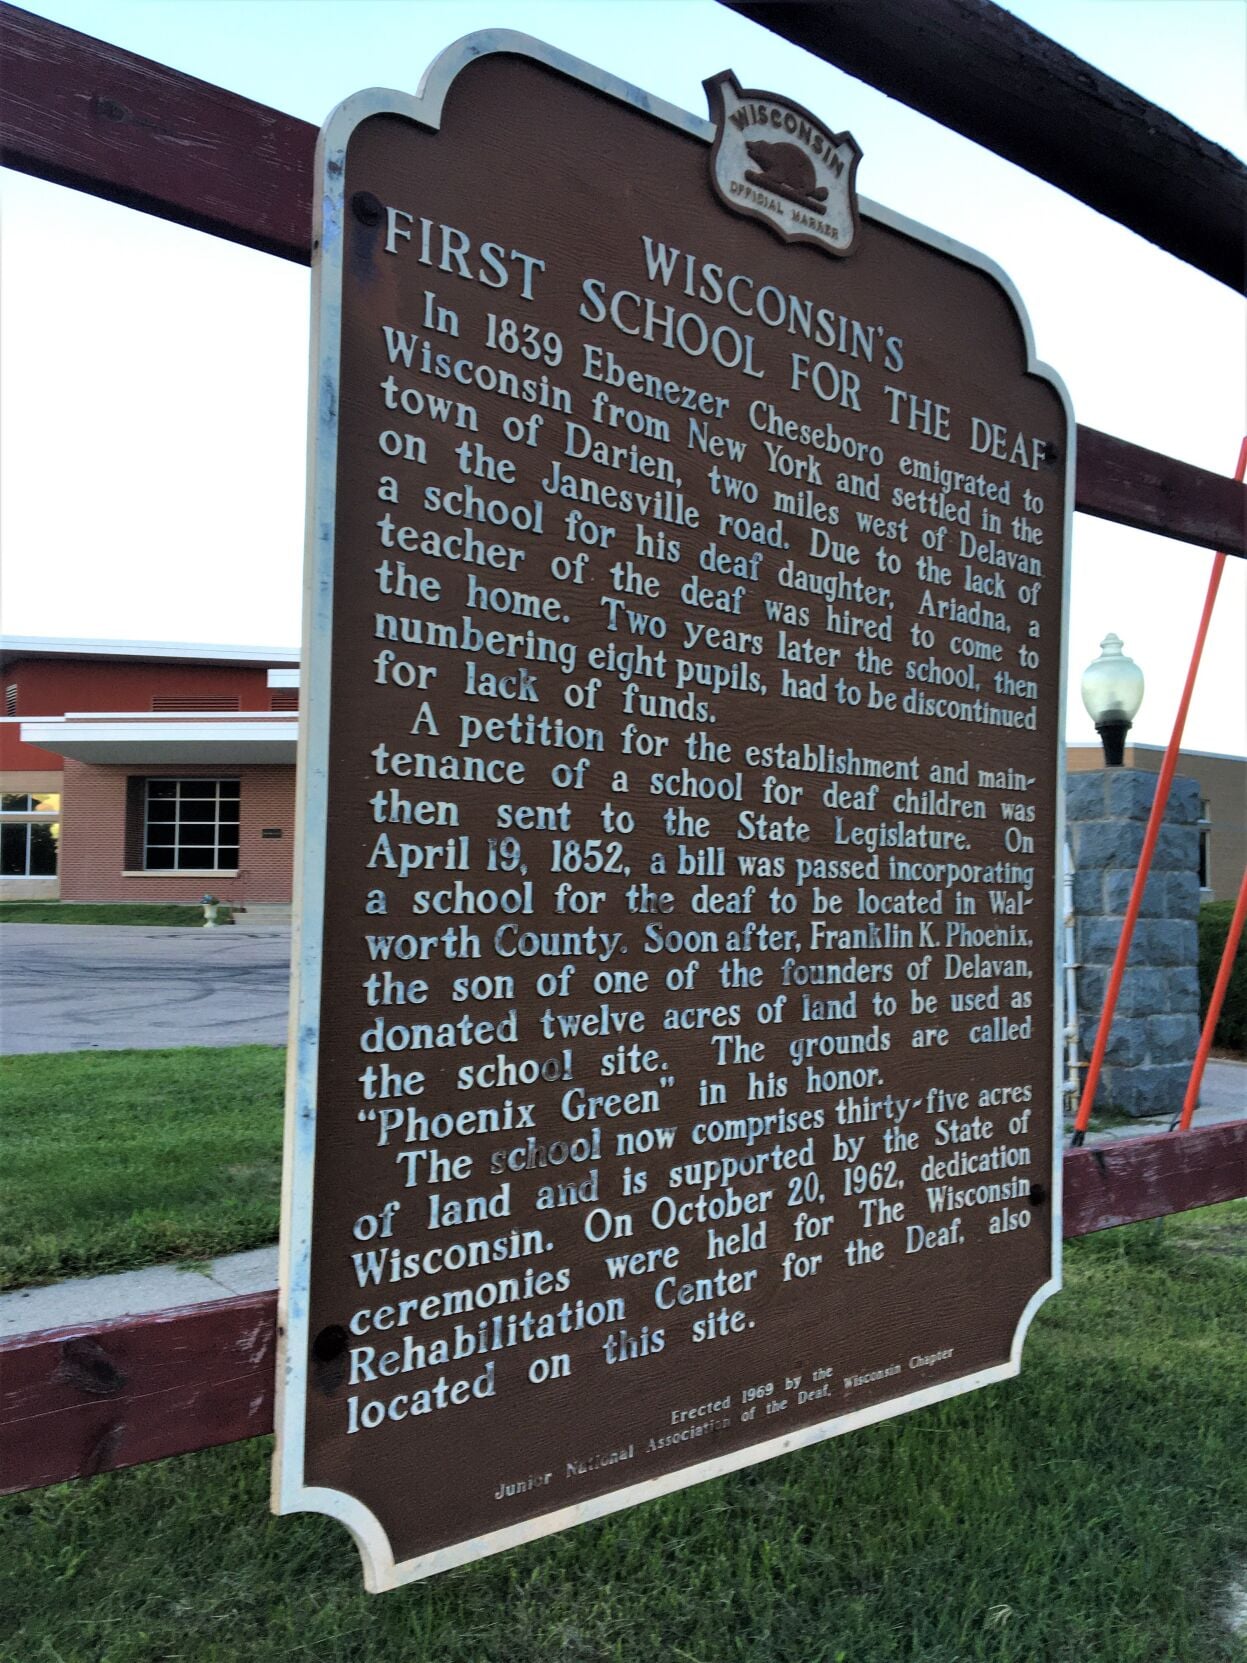 WISCONSIN
OFFICIAL MARKER
WISCONSIN'S
FIRST SCHOOL FOR THE DEAF
In 1839 Ebenezer Cheseboro emigrated to
Wisconsin from New York and settled in the
town of Darien, two miles west of Delavan
on the Janesville road. Due to the lack of
a school for his deaf daughter, Ariadna, a
teacher of the deaf was hired to come to
the home. Two years later the school, then
numbering eight pupils, had to be discontinued
for lack of funds.
A petition for the establishment and main-
tenance of a school for deaf children was
then sent to the State Legislature. On
April 19, 1852, a bill was passed incorporating
a school for the deaf to be located in Wal-
worth County. Soon after, Franklin K. Phoenix,
the son of one of the founders of Delavan,
donated twelve acres of land to be used as
the school site. The grounds are called
"Phoenix Green" in his honor.
The school now comprises thirty-five acres
of land and is supported by the State of
Wisconsin. On October 20, 1962, dedication
ceremonies were held for The Wisconsin
Rehabilitation Center for the Deaf, also
located on this site.
Erected 1969 by the
Junior National Association of the Deaf, Wisconsin Chapter